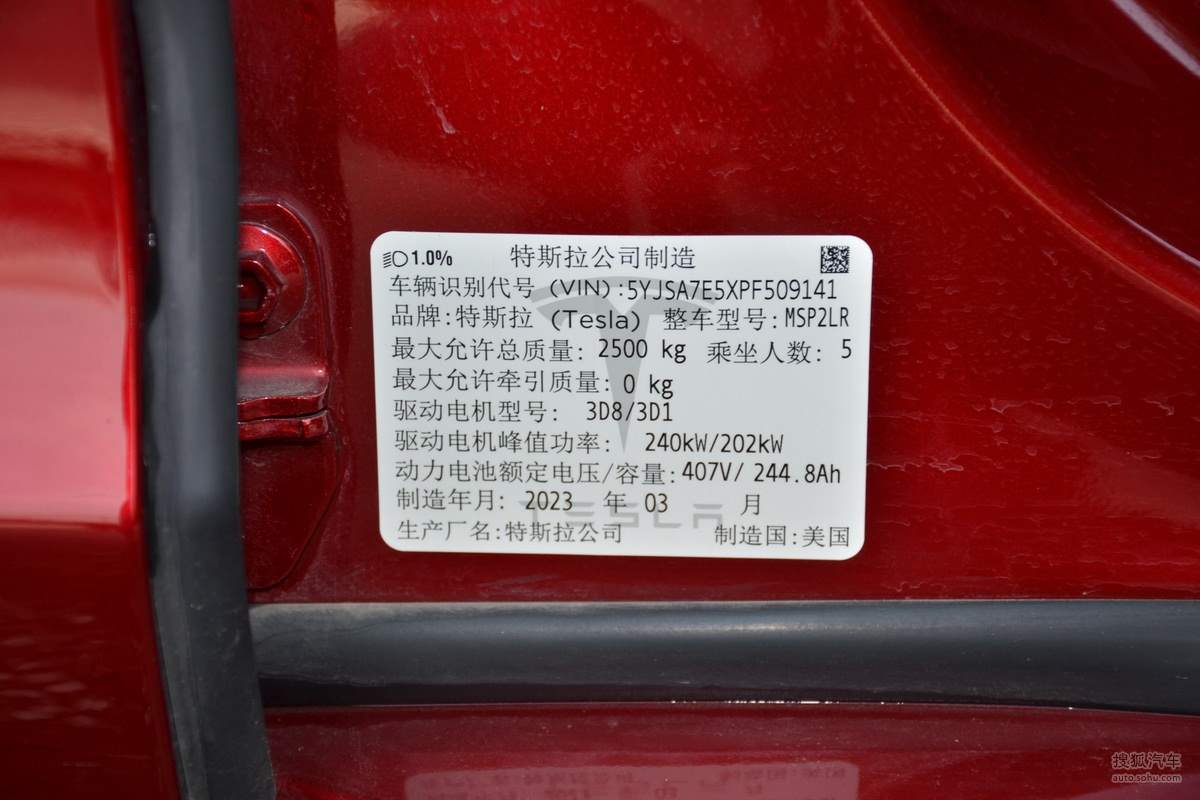 1.0% 特斯拉公司制造
车辆识别代号 (VIN):5YJSA7E5XPF509141
品牌:特斯拉 (Tesla) 整车型号:MSP2LR
最大允许总质量: 2500 kg 乘坐人数: 5
最大允许牵引质量: 0 kg
驱动电机型号: 3D8/3D1
驱动电机峰值功率: 240kW/202kW
动力电池额定电压/容量:407V/ 244.8Ah
制造年月: 2023 年 03 月
TESLA
生产厂名:特斯拉公司 制造国:美国
搜狐汽车
auto.sohu.com